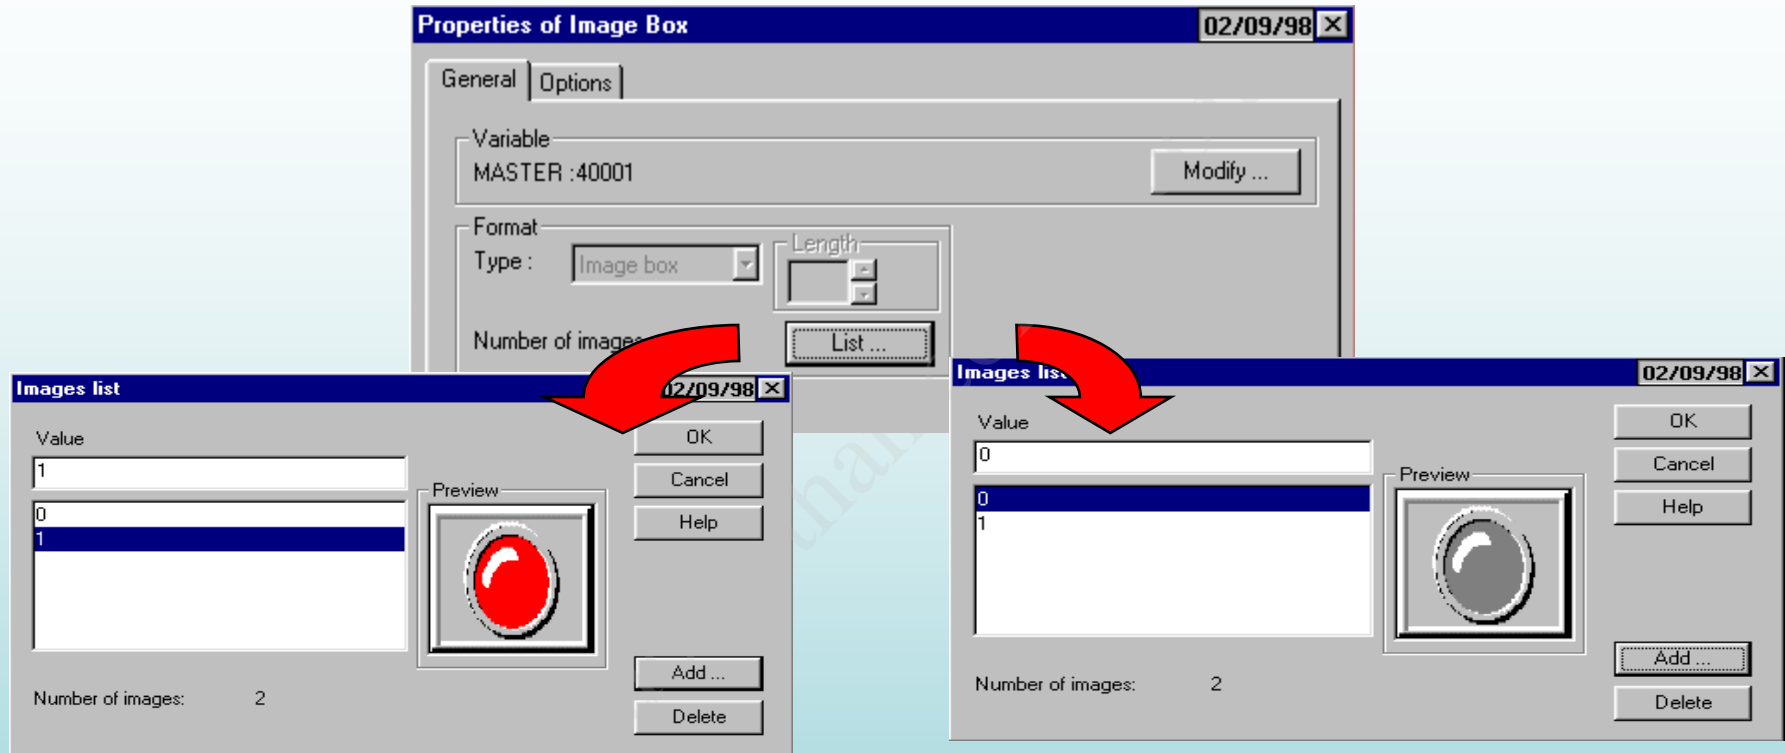 Properties of Image Box 02/09/98
General Options
Variable
MASTER :40001 Modify ...
Format
Type : Image box Length
Number of images List ...
Images list 02/09/98
Value
1
0
1
Preview
OK
Cancel
Help
Add ...
Delete
Number of images: 2
Images list 02/09/98
Value
0
0
1
Preview
OK
Cancel
Help
Add ...
Delete
Number of images: 2